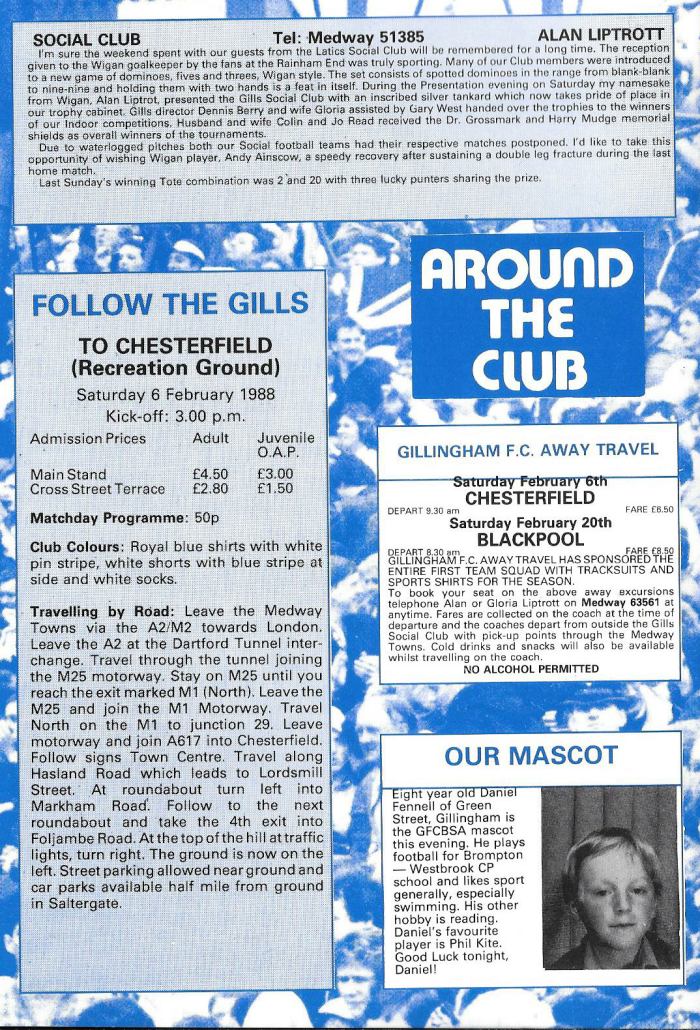 SOCIAL CLUB Tel: Medway 51385 ALAN LIPTROTT
I'm sure the weekend spent with our guests from the Latics Social Club will be remembered for a long time. The reception
given to the Wigan goalkeeper by the fans at the Rainham End was truly sporting. Many of our Club members were introduced
to a new game of dominoes, fives and threes, Wigan style. The set consists of spotted dominoes in the range from blank-blank
to nine-nine and holding them with two hands is a feat in itself. During the Presentation evening on Saturday my namesake
from Wigan, Alan Liptrot, presented the Gills Social Club with an inscribed silver tankard which now takes pride of place in
our trophy cabinet. Gills director Dennis Berry and wife Gloria assisted by Gary West handed over the trophies to the winners
of our Indoor competitions. Husband and wife Colin and Jo Read received the Dr. Grossmark and Harry Mudge memorial
shields as overall winners of the tournaments.
Due to waterlogged pitches both our Social football teams had their respective matches postponed. I'd like to take this
opportunity of wishing Wigan player, Andy Ainscow, a speedy recovery after sustaining a double leg fracture during the last
home match.
Last Sunday's winning Tote combination was 2 and 20 with three lucky punters sharing the prize.
AROUND
THE
CLUB
FOLLOW THE GILLS
TO CHESTERFIELD
(Recreation Ground)
Saturday 6 February 1988
Kick-off: 3.00 p.m.
Admission Prices Adult Juvenile
O.A.P.
Main Stand £4.50 £3.00
Cross Street Terrace £2.80 £1.50
Matchday Programme: 50p
Club Colours: Royal blue shirts with white
pin stripe, white shorts with blue stripe at
side and white socks.
Travelling by Road: Leave the Medway
Towns via the A2/M2 towards London.
Leave the A2 at the Dartford Tunnel inter-
change. Travel through the tunnel joining
the M25 motorway. Stay on M25 until you
reach the exit marked M1 (North). Leave the
M25 and join the M1 Motorway. Travel
North on the M1 to junction 29. Leave
motorway and join A617 into Chesterfield.
Follow signs Town Centre. Travel along
Hasland Road which leads to Lordsmill
Street. At roundabout turn left into
Markham Road. Follow to the next
roundabout and take the 4th exit into
Foljambe Road. At the top of the hill at traffic
lights, turn right. The ground is now on the
left. Street parking allowed near ground and
car parks available half mile from ground
in Saltergate.
GILLINGHAM F.C. AWAY TRAVEL
Saturday February 6th
CHESTERFIELD
DEPART 9.30 am FARE £6.50
Saturday February 20th
BLACKPOOL
DEPART 8.30 am FARE £8.50
GILLINGHAM F.C. AWAY TRAVEL HAS SPONSORED THE
ENTIRE FIRST TEAM SQUAD WITH TRACKSUITS AND
SPORTS SHIRTS FOR THE SEASON.
To book your seat on the above away excursions
telephone Alan or Gloria Liptrott on Medway 63561 at
anytime. Fares are collected on the coach at the time of
departure and the coaches depart from outside the Gills
Social Club with pick-up points through the Medway
Towns. Cold drinks and snacks will also be available
whilst travelling on the coach.
NO ALCOHOL PERMITTED
OUR MASCOT
Eight year old Daniel
Fennell of Green
Street, Gillingham is
the GFCBSA mascot
this evening. He plays
football for Brompton
— Westbrook CP
school and likes sport
generally, especially
swimming. His other
hobby is reading.
Daniel's favourite
player is Phil Kite.
Good Luck tonight,
Daniel!